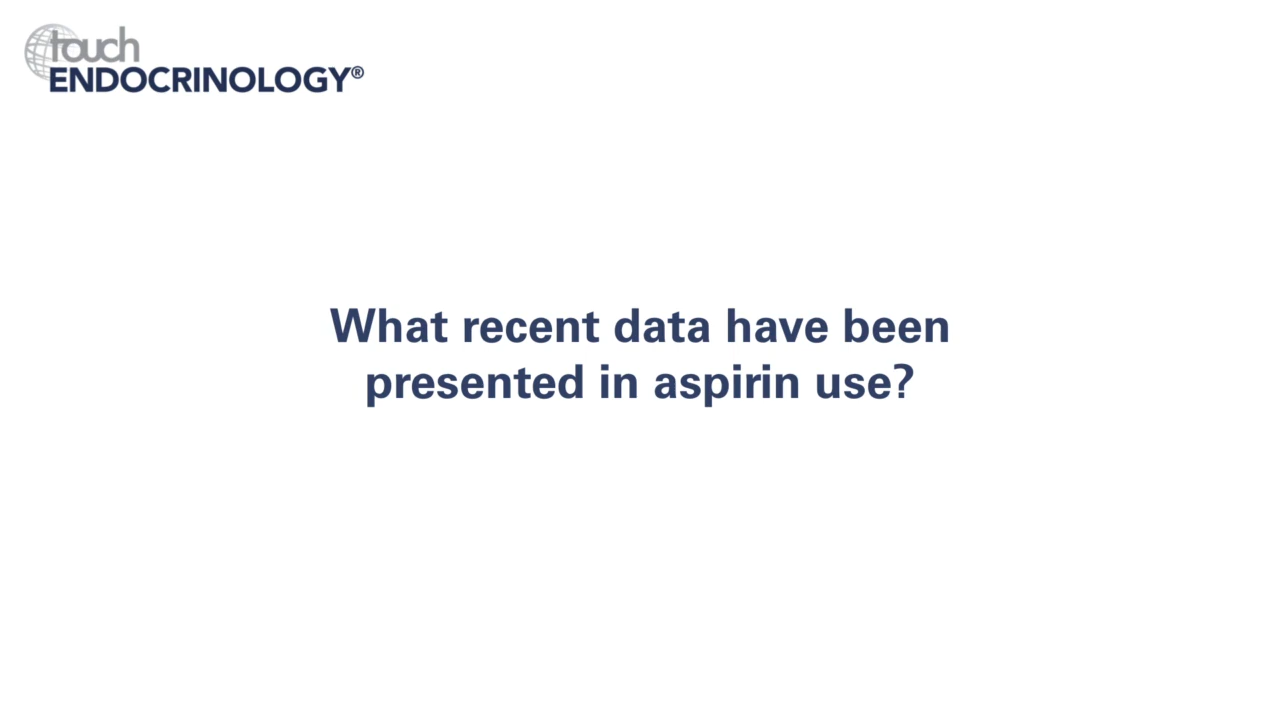 touch
ENDOCRINOLOGY®
What recent data have been
presented in aspirin use?